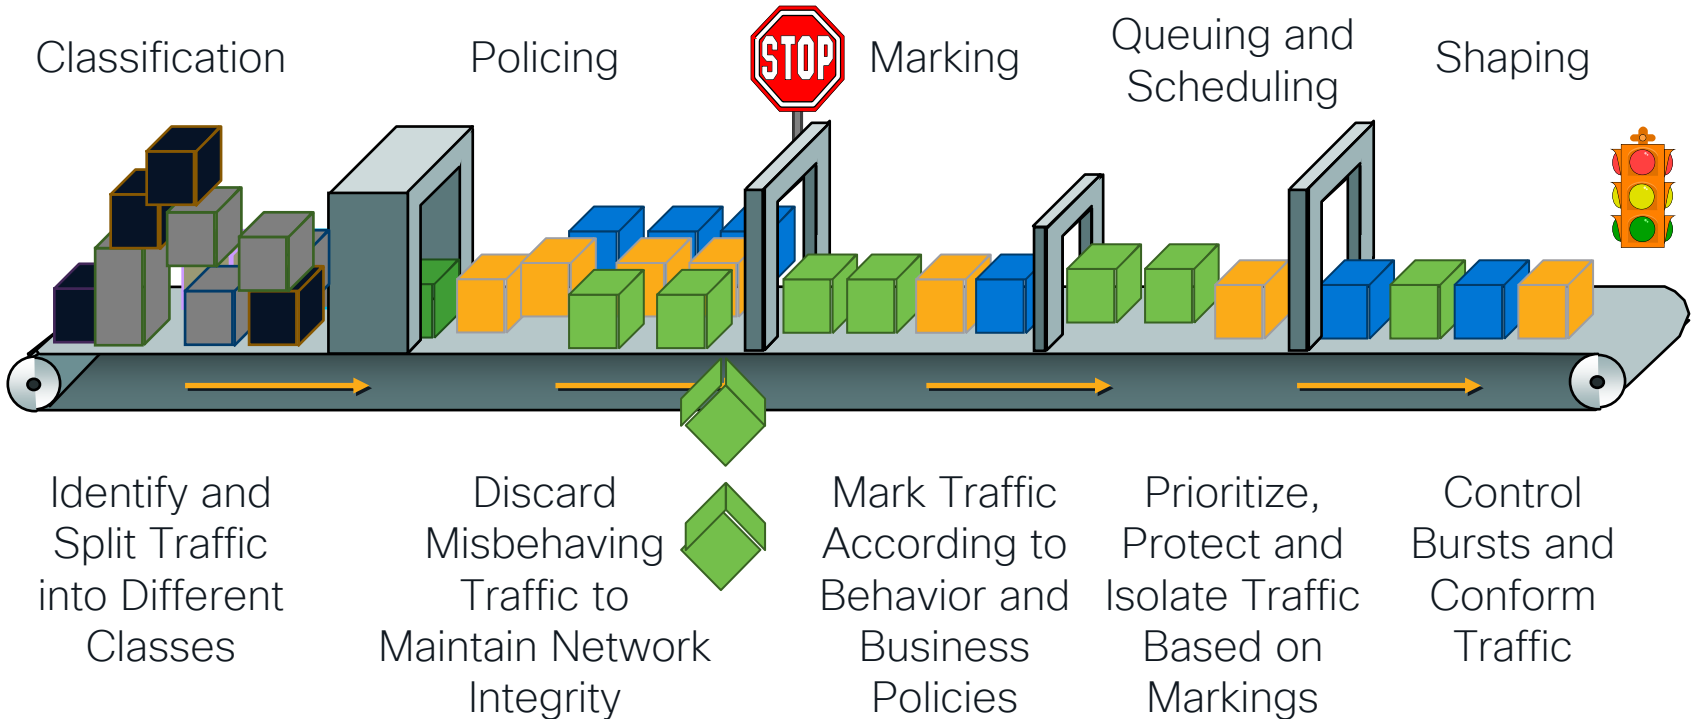 Classification
Policing
STOP
Marking
Queuing and
Scheduling
Shaping
Identify and
Split Traffic
into Different
Classes
Discard
Misbehaving
Traffic to
Maintain Network
Integrity
Mark Traffic
According to
Behavior and
Business
Policies
Prioritize,
Protect and
Isolate Traffic
Based on
Markings
Control
Bursts and
Conform
Traffic